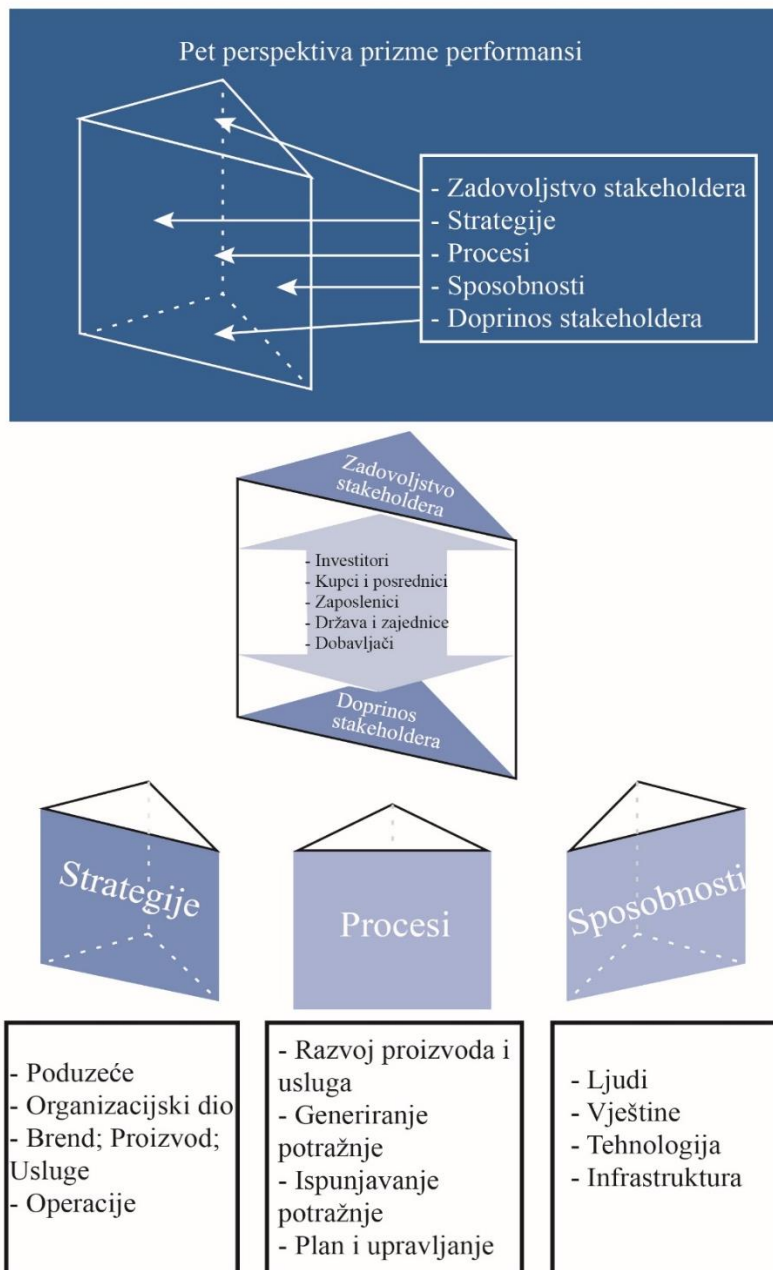 Pet perspektiva prizme performansi
- Zadovoljstvo stakeholdera
- Strategije
- Procesi
- Sposobnosti
- Doprinos stakeholdera
Zadovoljstvo
stakeholdera
- Investitori
- Kupci i posrednici
- Zaposlenici
- Država i zajednice
- Dobavljači
Doprinos
stakeholdera
Strategije
Procesi
Sposobnosti
- Poduzeće
- Organizacijski dio
- Brend; Proizvod;
Usluge
- Operacije
- Razvoj proizvoda i
usluga
- Generiranje
potražnje
- Ispunjavanje
potražnje
- Plan i upravljanje
- Ljudi
- Vještine
- Tehnologija
- Infrastruktura